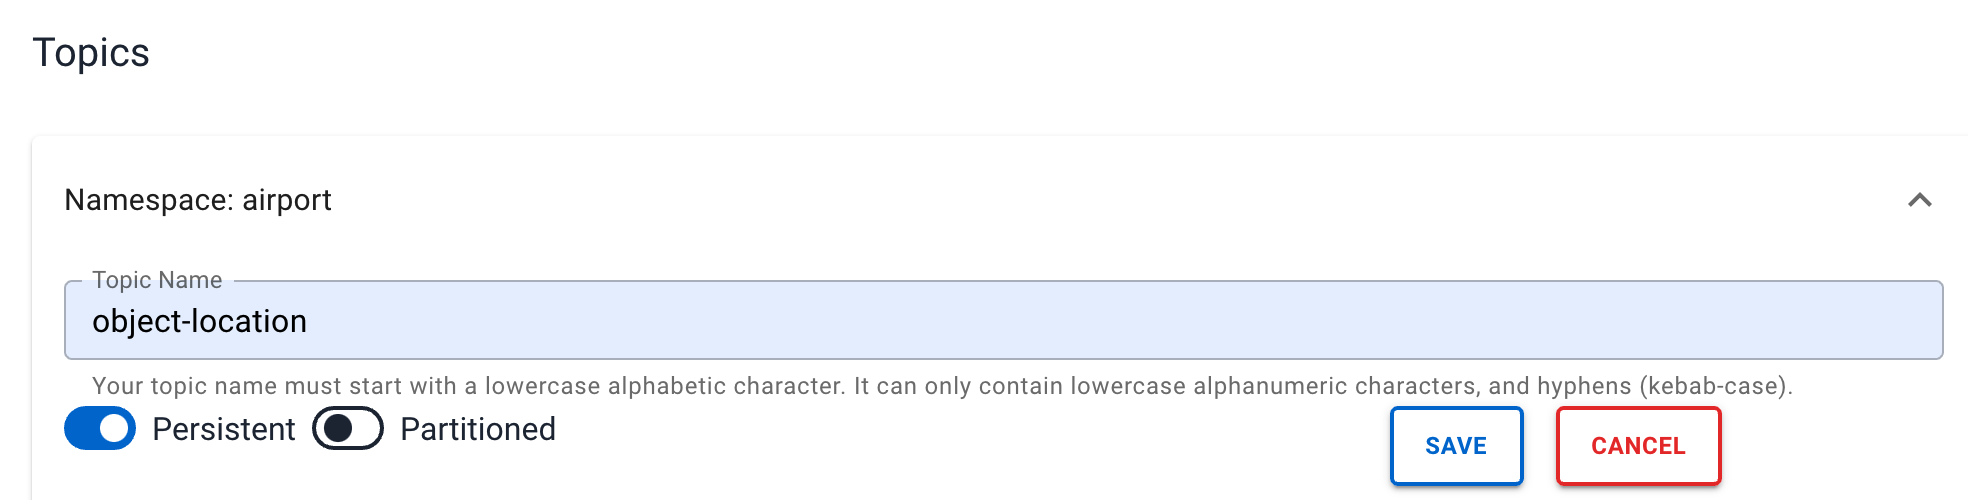 Topics
Namespace: airport
Topic Name
object-location
Your topic name must start with a lowercase alphabetic character. It can only contain lowercase alphanumeric characters, and hyphens (kebab-case).
Persistent Partitioned SAVE CANCEL